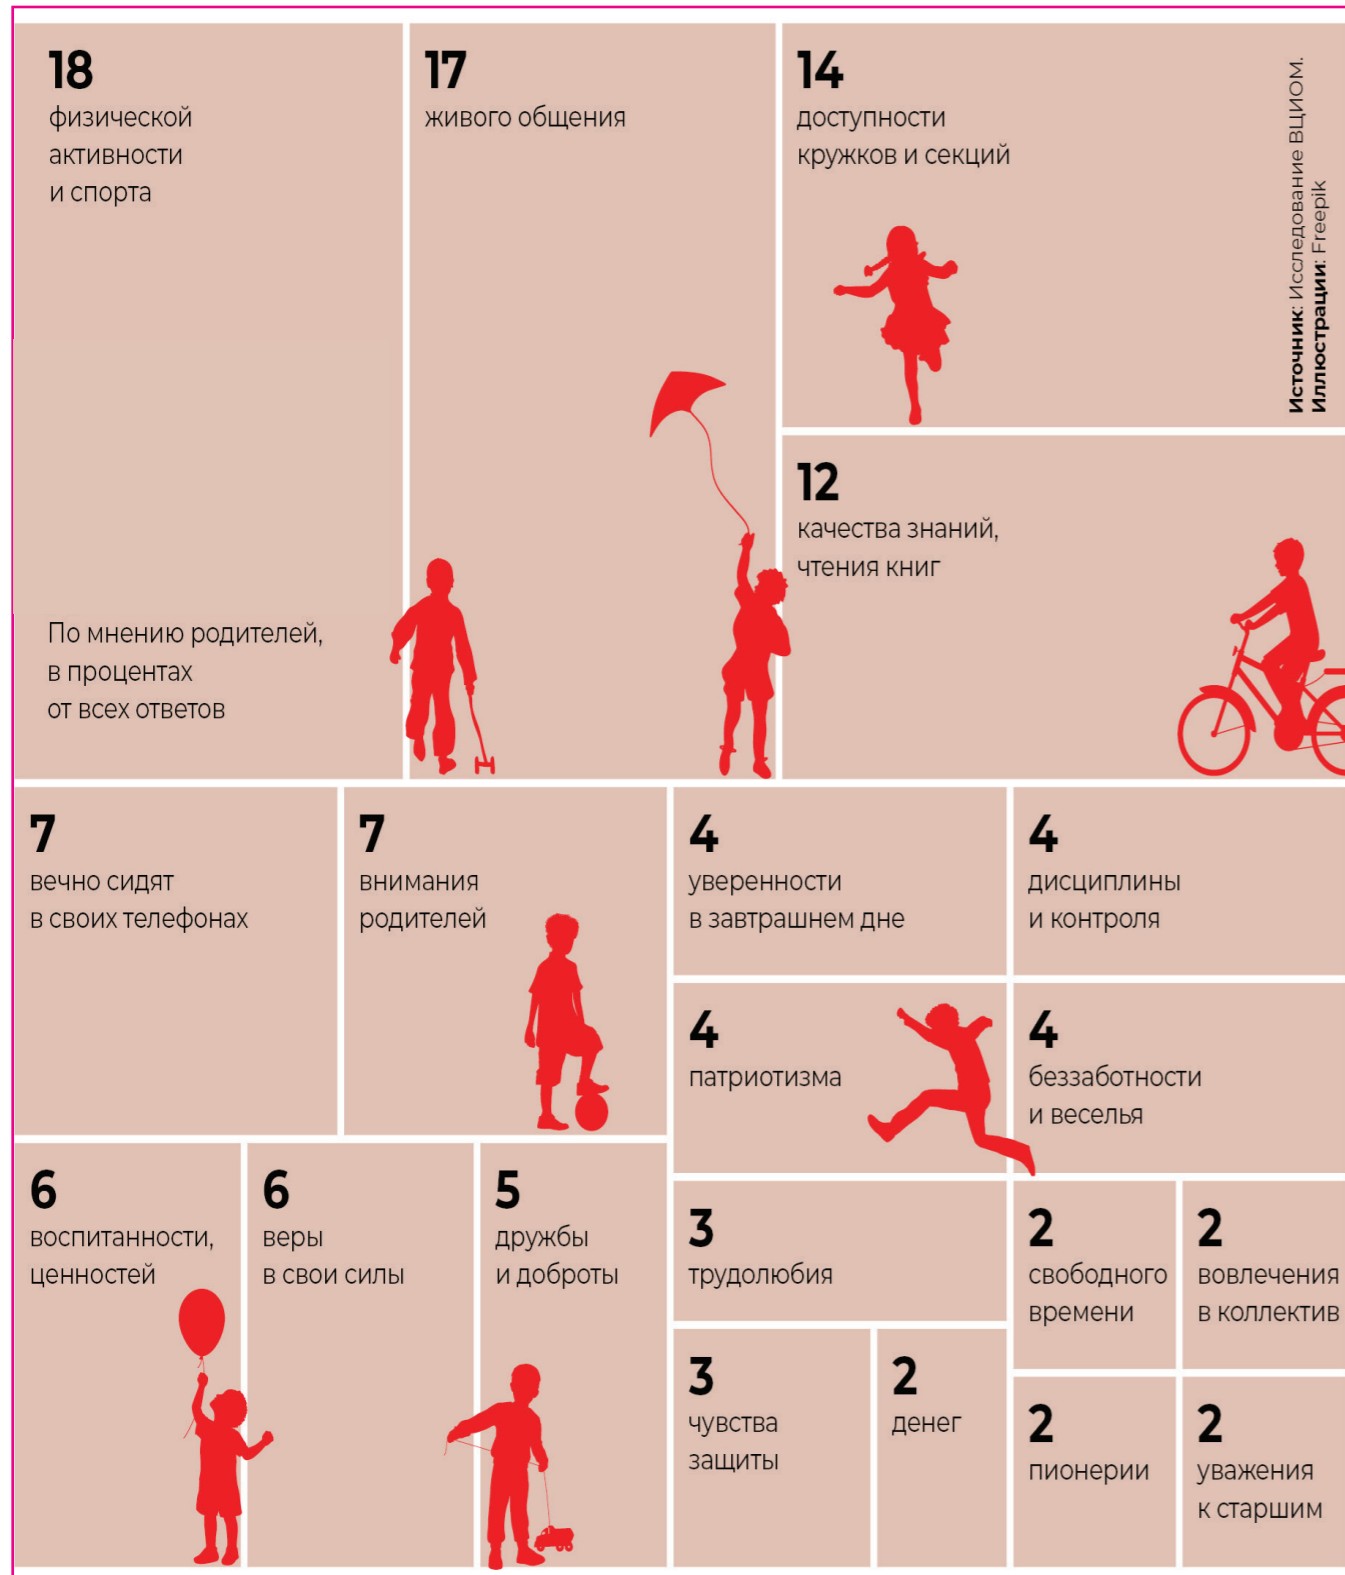 18
физической
активности
и спорта
По мнению родителей,
в процентах
от всех ответов
17
живого общения
14
доступности
кружков и секций
Источник: Исследование ВЦИОМ.
Иллюстрации: Freepik
12
качества знаний,
чтения книг
7
вечно сидят
в своих телефонах
7
внимания
родителей
4
уверенности
в завтрашнем дне
4
дисциплины
и контроля
4
патриотизма
4
беззаботности
и веселья
6
воспитанности,
ценностей
6
веры
в свои силы
5
дружбы
и доброты
3
трудолюбия
2
свободного
времени
2
вовлечения
в коллектив
3
чувства
защиты
2
денег
2
пионерии
2
уважения
к старшим